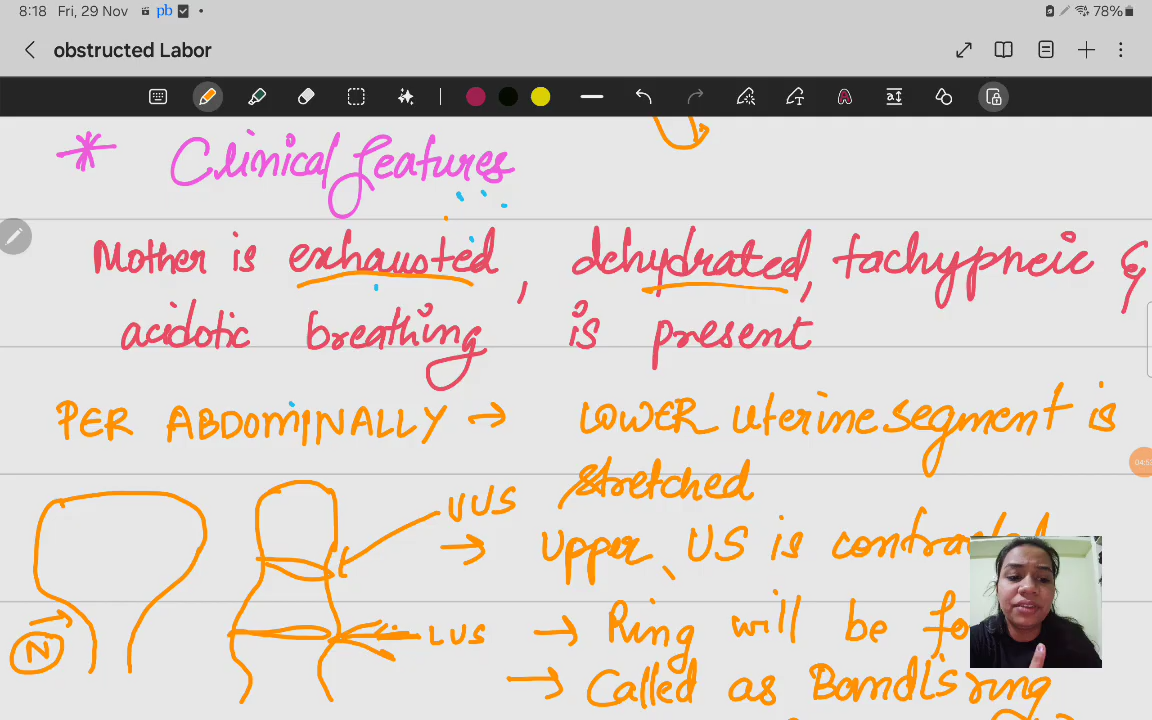 8:18 Fri, 29 Nov pb 78%
obstructed Labor
* Clinical features
Mother is exhausted, dehydrated, tachypneic &
acidotic breathing is present
PER ABDOMINALLY → LOWER uterine segment is
stretched
UUS
→ Upper US is contracted
LUS → Ring will be
N
→ Called as Bandl's ring